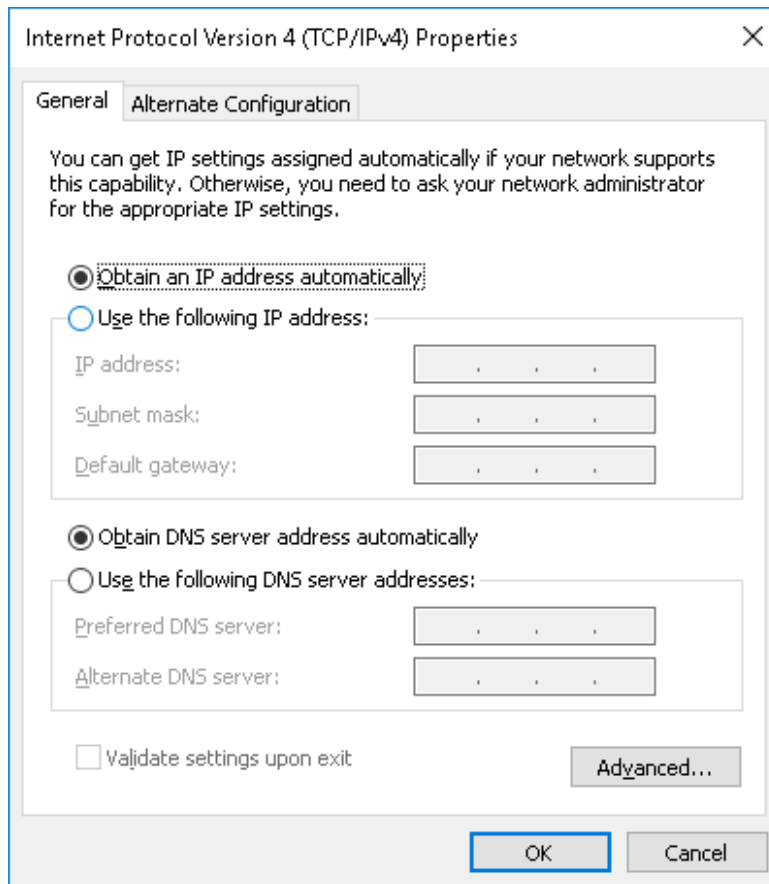 Internet Protocol Version 4 (TCP/IPv4) Properties
General
Alternate Configuration
You can get IP settings assigned automatically if your network supports
this capability. Otherwise, you need to ask your network administrator
for the appropriate IP settings.
Obtain an IP address automatically
Use the following IP address:
IP address:
Subnet mask:
Default gateway:
Obtain DNS server address automatically
Use the following DNS server addresses:
Preferred DNS server:
Alternate DNS server:
Validate settings upon exit
Advanced...
OK
Cancel